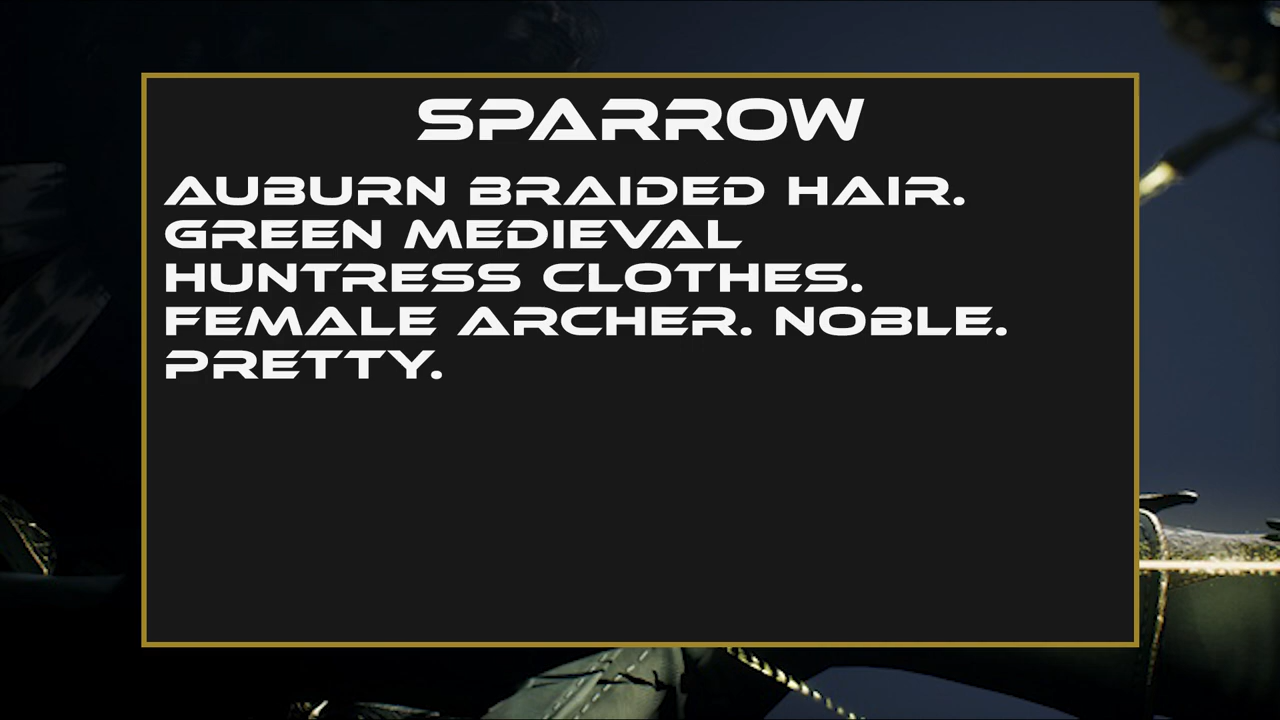 SPARROW
AUBURN BRAIDED HAIR.
GREEN MEDIEVAL
HUNTRESS CLOTHES.
FEMALE ARCHER. NOBLE.
PRETTY.